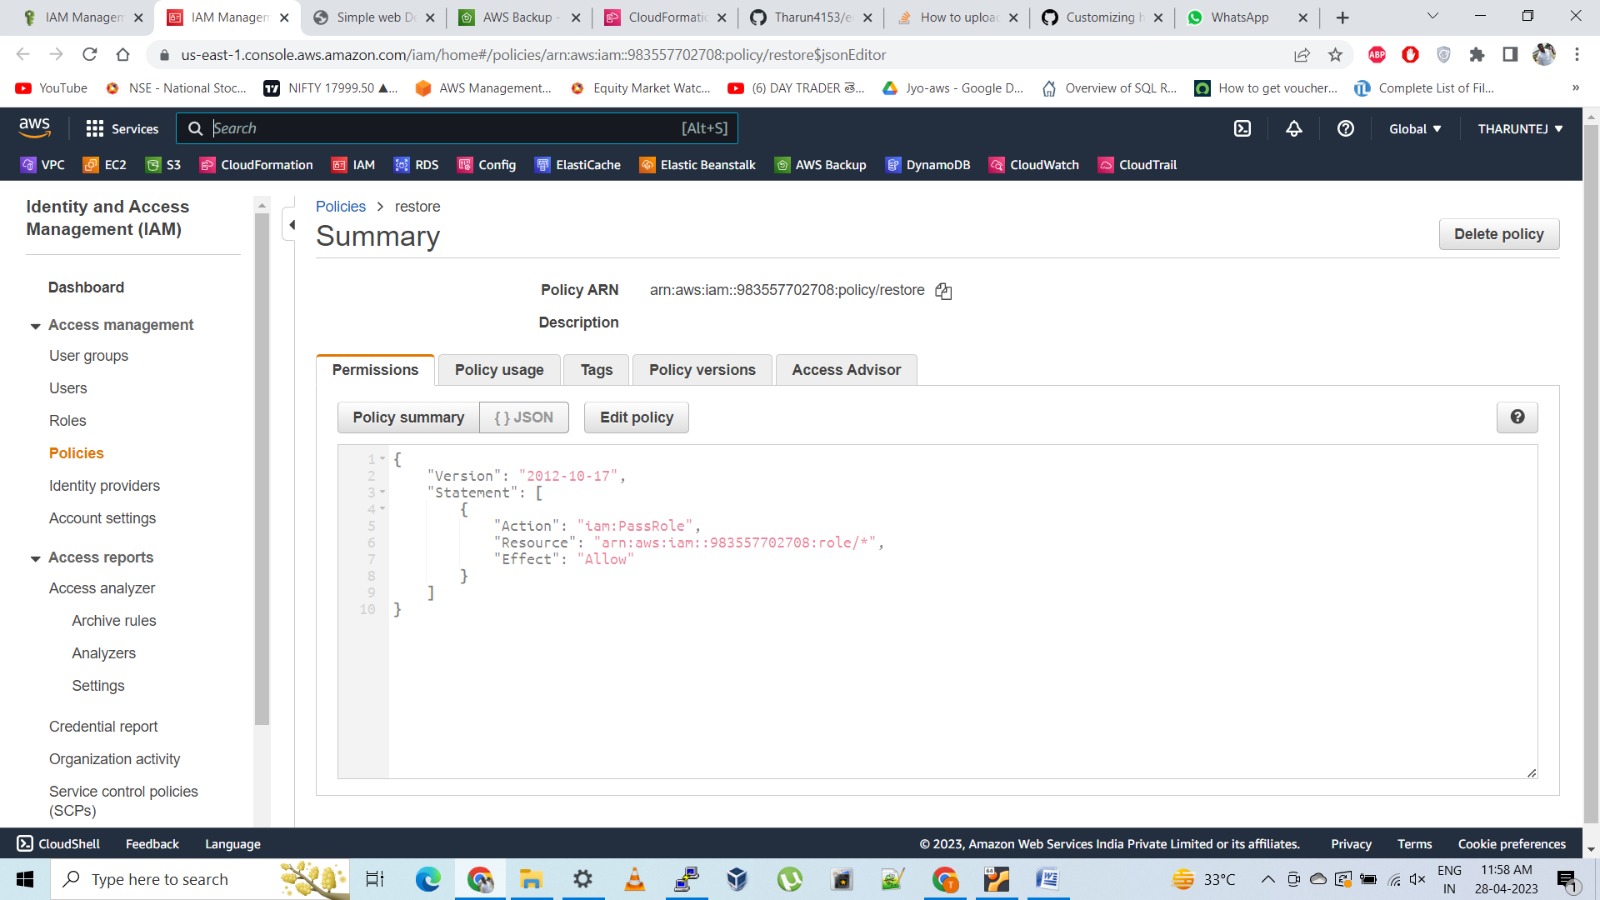 IAM Managen
IAM Managen
Simple web D
AWS Backup -
CloudFormatio
Tharun4153/e
How to uploa
Customizing h
WhatsApp
us-east-1.console.aws.amazon.com/iam/home#/policies/arn:aws:iam::983557702708:policy/restore$jsonEditor
ABP
YouTube
NSE - National Stoc...
NIFTY 17999.50 ▲...
AWS Management...
Equity Market Watc...
Jyo-aws - Google D...
Overview of SQL R...
How to get voucher...
Complete List of Fil...
»
aws
Services
Search
[Alt+S]
Global
THARUNTEJ
VPC
EC2
S3
CloudFormation
IAM
RDS
Config
ElastiCache
Elastic Beanstalk
AWS Backup
DynamoDB
CloudWatch
CloudTrail
Identity and Access
Management (IAM)
Dashboard
Access management
User groups
Users
Roles
Policies
Identity providers
Account settings
Access reports
Access analyzer
Archive rules
Analyzers
Settings
Credential report
Organization activity
Service control policies
(SCPs)
Policies > restore
Summary
Delete policy
Policy ARN arn:aws:iam::983557702708:policy/restore
Description
Permissions
Policy usage
Tags
Policy versions
Access Advisor
Policy summary
{ } JSON
Edit policy
1 {
2 "Version": "2012-10-17",
3 "Statement": [
4 {
5 "Action": "iam:PassRole",
6 "Resource": "arn:aws:iam::983557702708:role/*",
7 "Effect": "Allow"
8 }
9 ]
10 }
CloudShell
Feedback
Language
© 2023, Amazon Web Services India Private Limited or its affiliates.
Privacy
Terms
Cookie preferences
Type here to search
33°C
ENG
IN
11:58 AM
28-04-2023
1